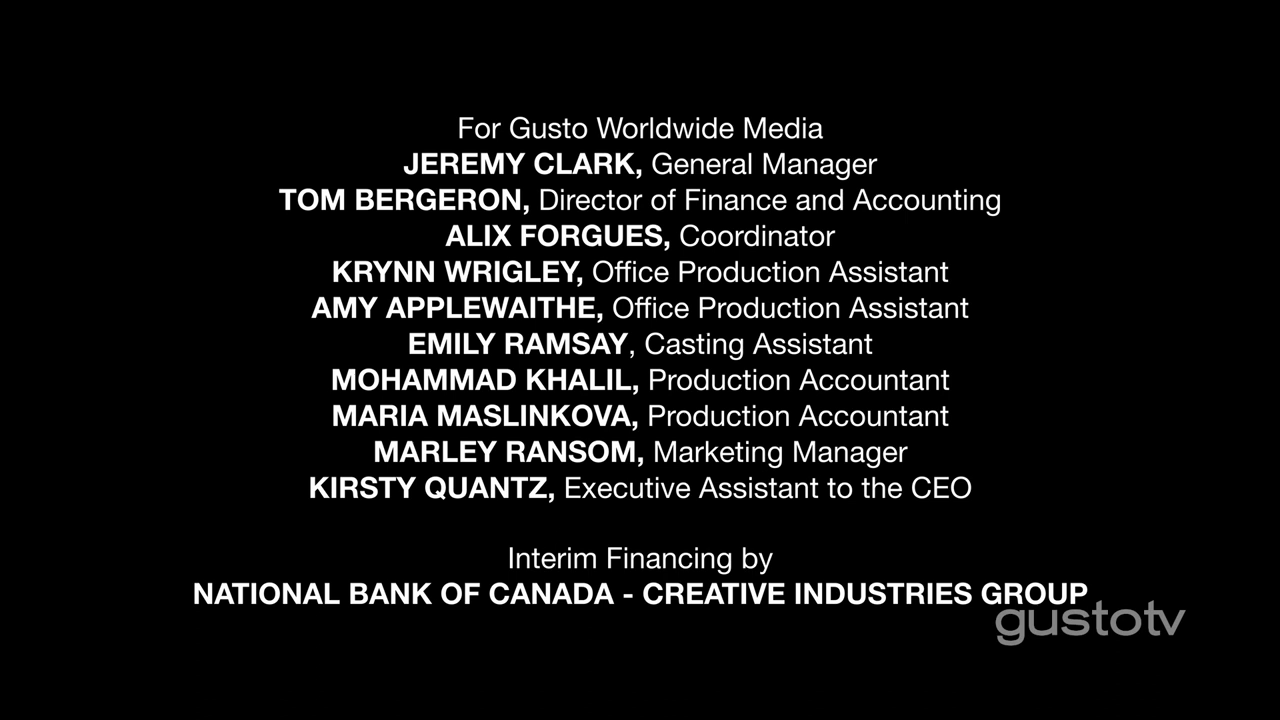 For Gusto Worldwide Media
JEREMY CLARK, General Manager
TOM BERGERON, Director of Finance and Accounting
ALIX FORGUES, Coordinator
KRYNN WRIGLEY, Office Production Assistant
AMY APPLEWAITHE, Office Production Assistant
EMILY RAMSAY, Casting Assistant
MOHAMMAD KHALIL, Production Accountant
MARIA MASLINKOVA, Production Accountant
MARLEY RANSOM, Marketing Manager
KIRSTY QUANTZ, Executive Assistant to the CEO
Interim Financing by
NATIONAL BANK OF CANADA - CREATIVE INDUSTRIES GROUP
gustotv